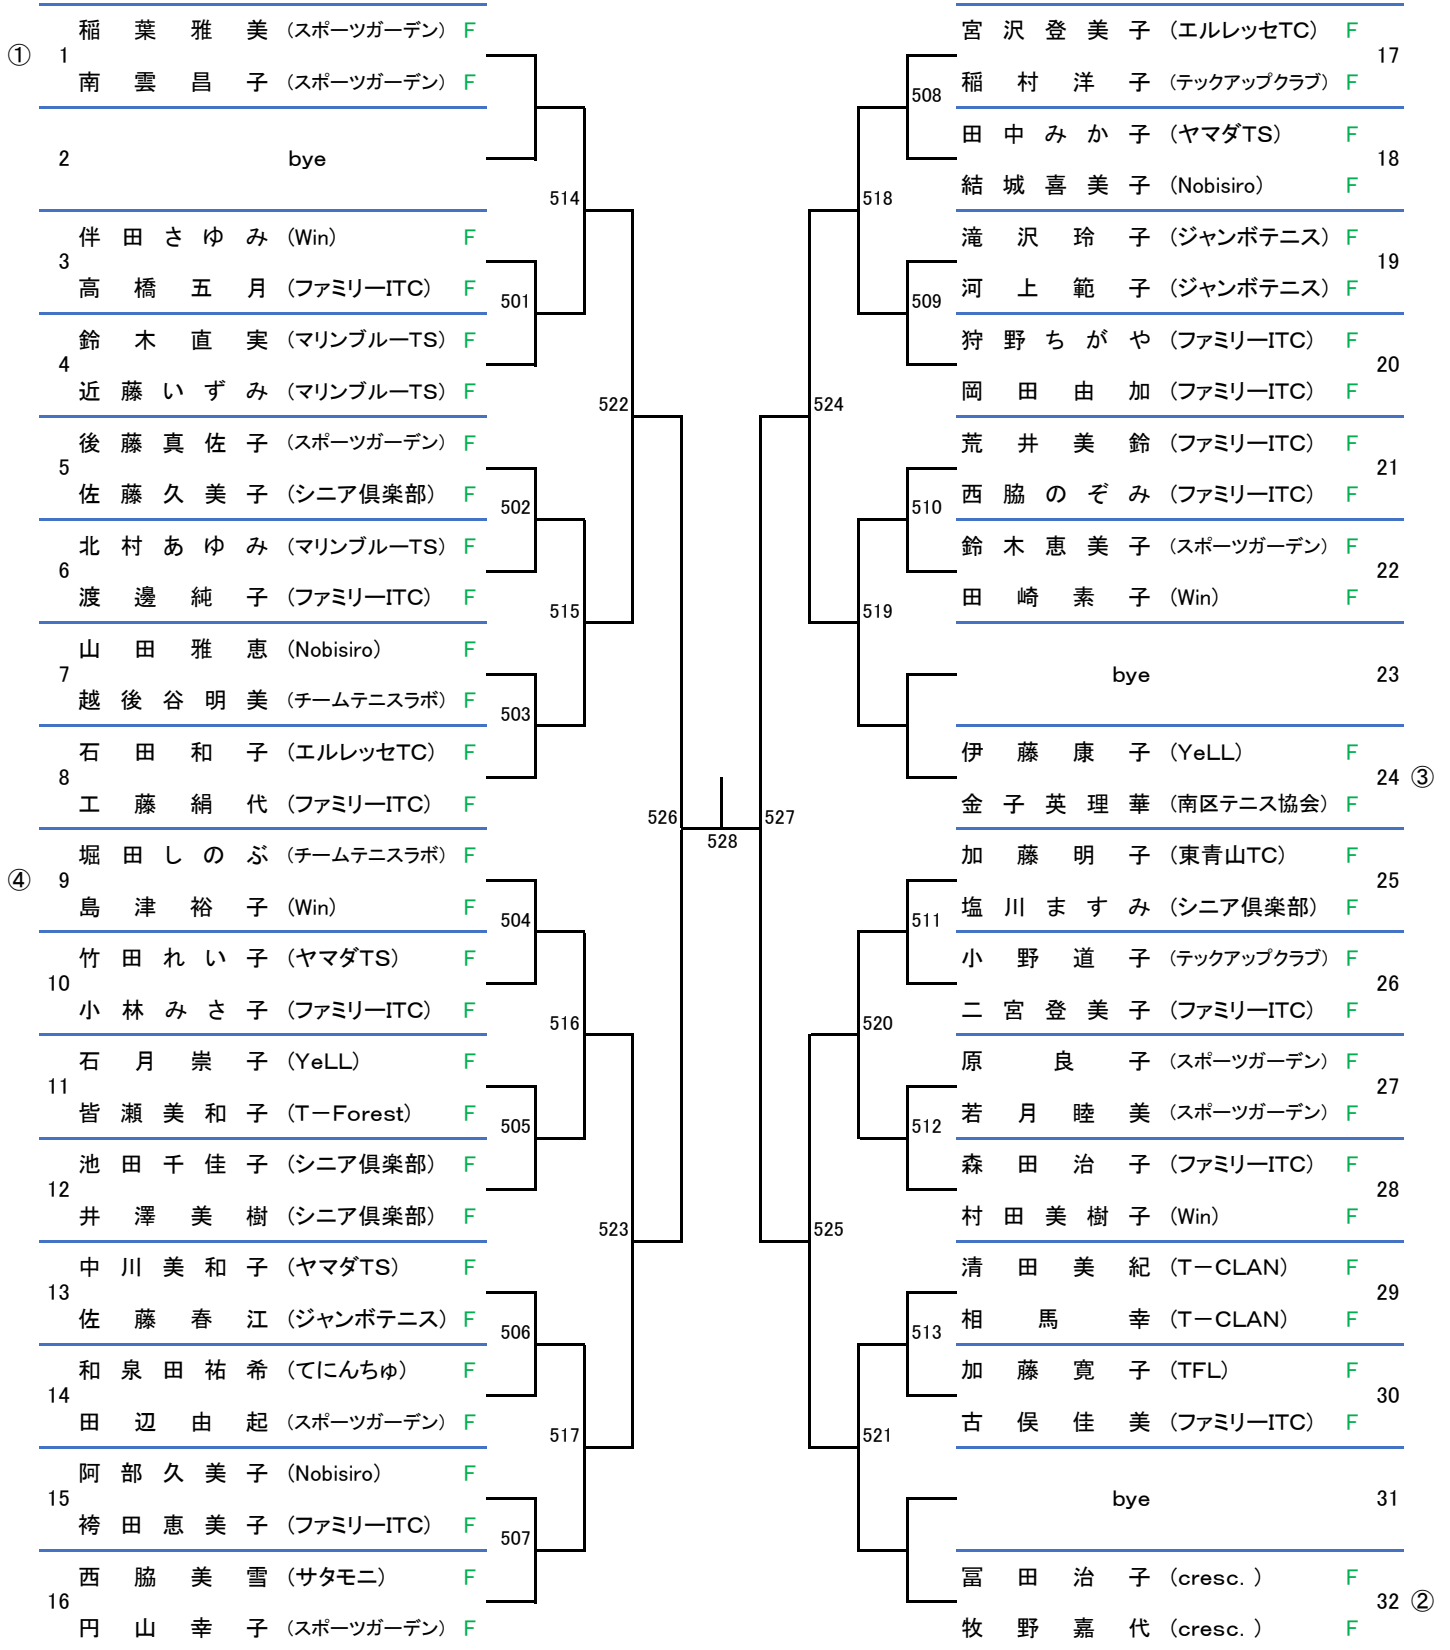 稲葉雅美 (スポーツガーデン) F
① 1
南雲昌子 (スポーツガーデン) F
2 bye
514
伴田さゆみ (Win) F
3
高橋五月 (ファミリーITC) F
501
鈴木直実 (マリンブルーTS) F
4
近藤いずみ (マリンブルーTS) F
522
後藤真佐子 (スポーツガーデン) F
5
佐藤久美子 (シニア倶楽部) F
502
北村あゆみ (マリンブルーTS) F
6
渡邊純子 (ファミリーITC) F
515
山田雅恵 (Nobisiro) F
7
越後谷明美 (チームテニスラボ) F
503
石田和子 (エルレッセTC) F
8
工藤絹代 (ファミリーITC) F
526
528
堀田しのぶ (チームテニスラボ) F
④ 9
島津裕子 (Win) F
504
竹田れい子 (ヤマダTS) F
10
小林みさ子 (ファミリーITC) F
516
石月崇子 (YeLL) F
11
皆瀬美和子 (T－Forest) F
505
池田千佳子 (シニア倶楽部) F
12
井澤美樹 (シニア倶楽部) F
523
中川美和子 (ヤマダTS) F
13
佐藤春江 (ジャンボテニス) F
506
和泉田祐希 (てにんちゅ) F
14
田辺由起 (スポーツガーデン) F
517
阿部久美子 (Nobisiro) F
15
袴田恵美子 (ファミリーITC) F
507
西脇美雪 (サタモニ) F
16
円山幸子 (スポーツガーデン) F
宮沢登美子 (エルレッセTC) F
17
稲村洋子 (テックアップクラブ) F
508
田中みか子 (ヤマダTS) F
18
結城喜美子 (Nobisiro) F
518
滝沢玲子 (ジャンボテニス) F
19
河上範子 (ジャンボテニス) F
509
狩野ちがや (ファミリーITC) F
20
岡田由加 (ファミリーITC) F
524
荒井美鈴 (ファミリーITC) F
21
西脇のぞみ (ファミリーITC) F
510
鈴木恵美子 (スポーツガーデン) F
22
田崎素子 (Win) F
519
bye 23
伊藤康子 (YeLL) F
24 ③
金子英理華 (南区テニス協会) F
527
加藤明子 (東青山TC) F
25
塩川ますみ (シニア倶楽部) F
511
小野道子 (テックアップクラブ) F
26
二宮登美子 (ファミリーITC) F
520
原良子 (スポーツガーデン) F
27
若月睦美 (スポーツガーデン) F
512
森田治子 (ファミリーITC) F
28
村田美樹子 (Win) F
525
清田美紀 (T－CLAN) F
29
相馬幸 (T－CLAN) F
513
加藤寛子 (TFL) F
30
古俣佳美 (ファミリーITC) F
521
bye 31
冨田治子 (cresc．) F
32 ②
牧野嘉代 (cresc．) F